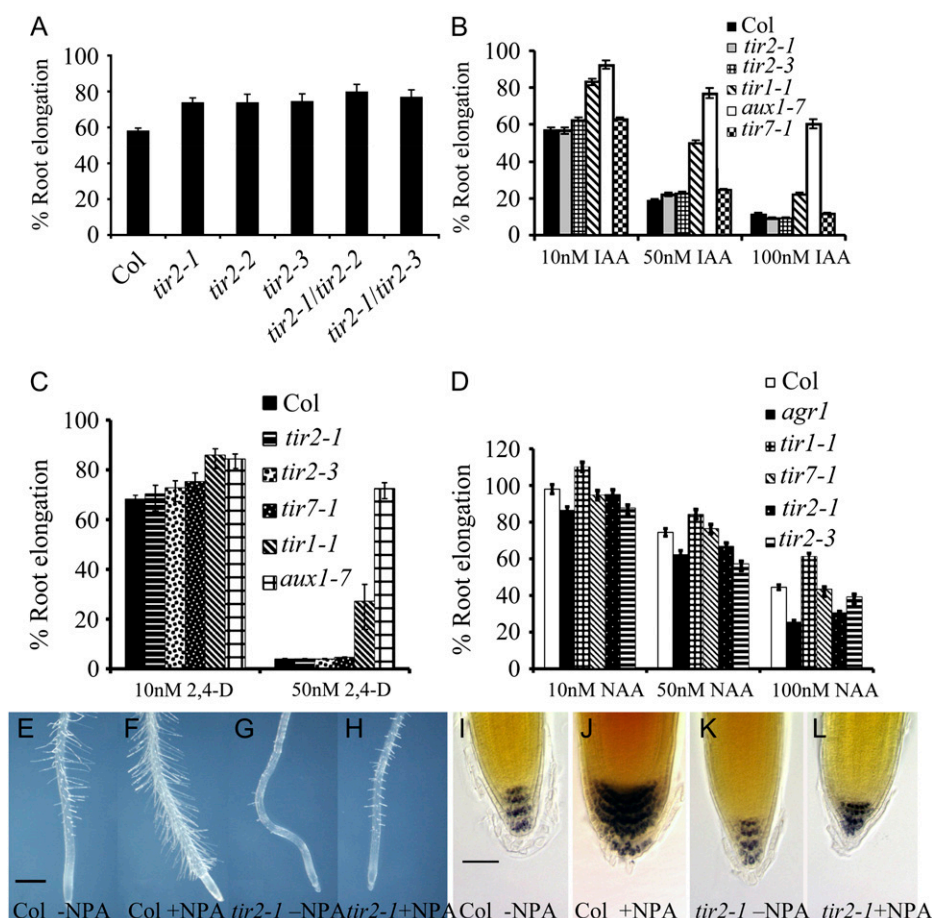 A
% Root elongation
100
80
60
40
20
0
Col
tir2-1
tir2-2
tir2-3
tir2-1/tir2-2
tir2-1/tir2-3
B
% Root elongation
100
80
60
40
20
0
10nM IAA 50nM IAA 100nM IAA
Col
tir2-1
tir2-3
tir1-1
aux1-7
tir7-1
C
% Root elongation
100
80
60
40
20
0
10nM 2,4-D 50nM 2,4-D
Col
tir2-1
tir2-3
tir7-1
tir1-1
aux1-7
D
% Root elongation
120
100
80
60
40
20
0
10nM NAA 50nM NAA 100nM NAA
Col
agr1
tir1-1
tir7-1
tir2-1
tir2-3
E F G H I J K L
Col -NPA Col +NPA tir2-1 –NPA tir2-1+NPA Col -NPA Col +NPA tir2-1 –NPA tir2-1+NPA